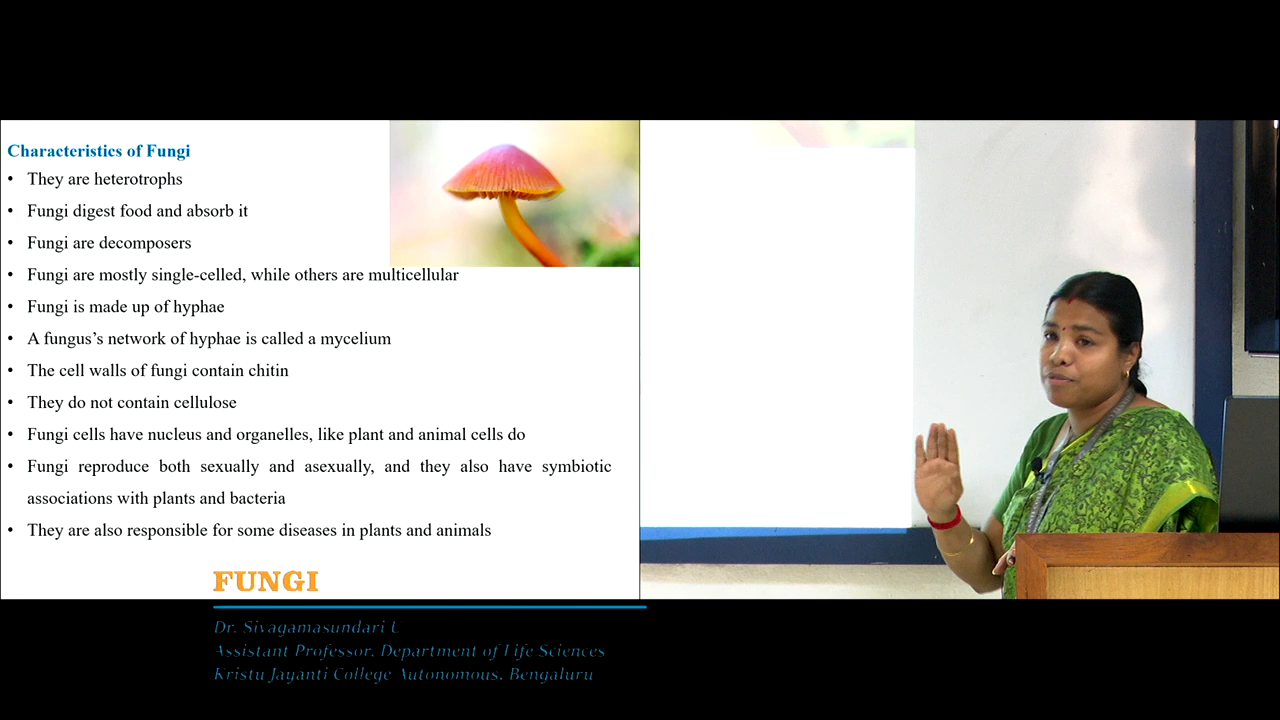 Characteristics of Fungi
• They are heterotrophs
• Fungi digest food and absorb it
• Fungi are decomposers
• Fungi are mostly single-celled, while others are multicellular
• Fungi is made up of hyphae
• A fungus’s network of hyphae is called a mycelium
• The cell walls of fungi contain chitin
• They do not contain cellulose
• Fungi cells have nucleus and organelles, like plant and animal cells do
• Fungi reproduce both sexually and asexually, and they also have symbiotic
associations with plants and bacteria
• They are also responsible for some diseases in plants and animals
FUNGI
Dr. Sivagamasundari
Assistant Professor, Department of Life Sciences
Kristu Jayanti College Autonomous, Bengaluru